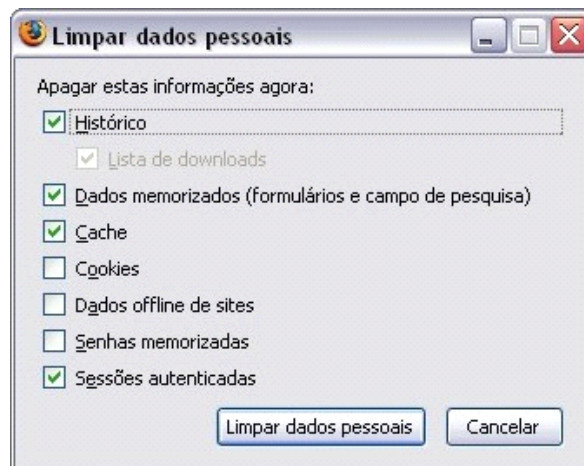 Limpar dados pessoais
Apagar estas informações agora:
Histórico
Lista de downloads
Dados memorizados (formulários e campo de pesquisa)
Cache
Cookies
Dados offline de sites
Senhas memorizadas
Sessões autenticadas
Limpar dados pessoais Cancelar